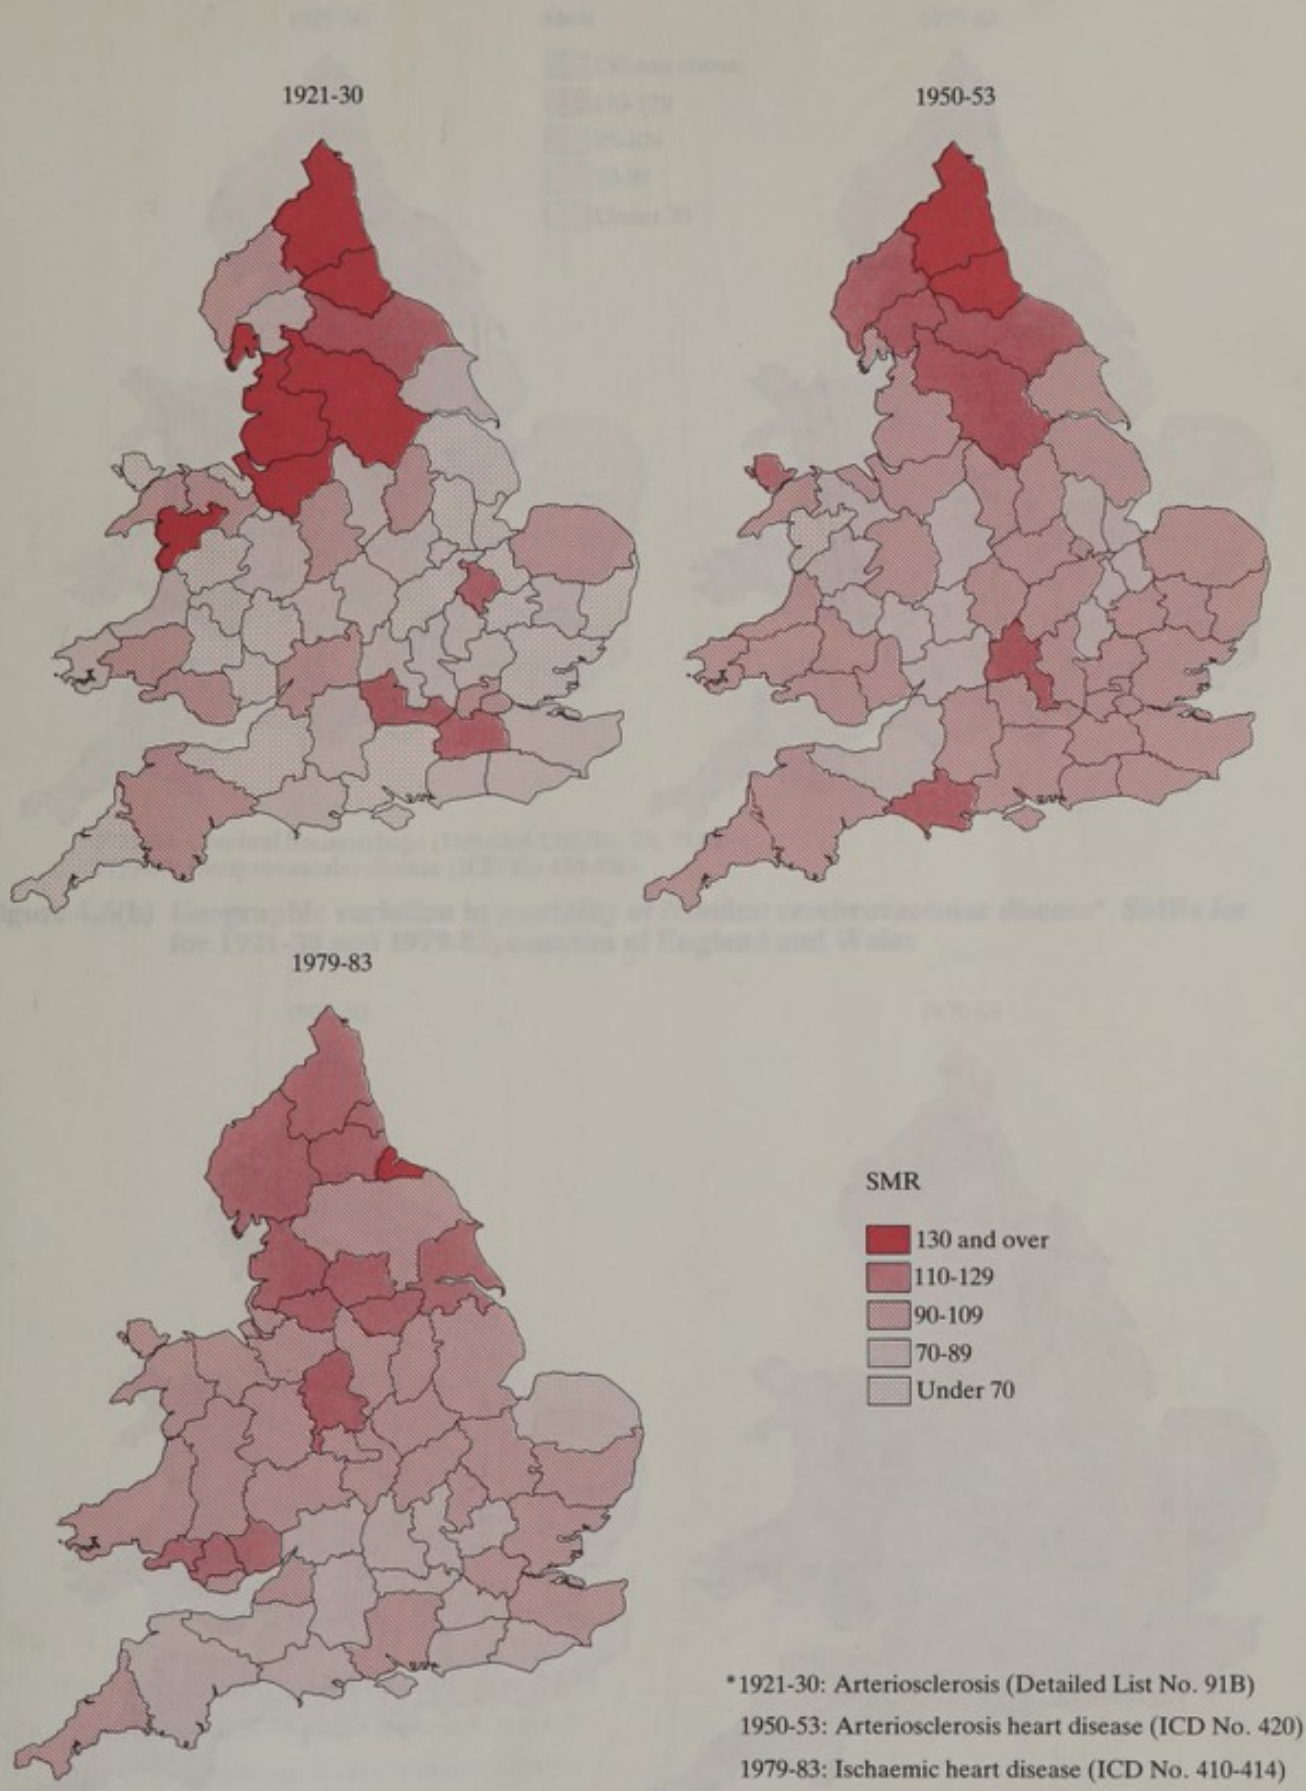 1921-30
1950-53
1979-83
SMR
130 and over
110-129
90-109
70-89
Under 70
*1921-30: Arteriosclerosis (Detailed List No. 91B)
1950-53: Arteriosclerosis heart disease (ICD No. 420)
1979-83: Ischaemic heart disease (ICD No. 410-414)